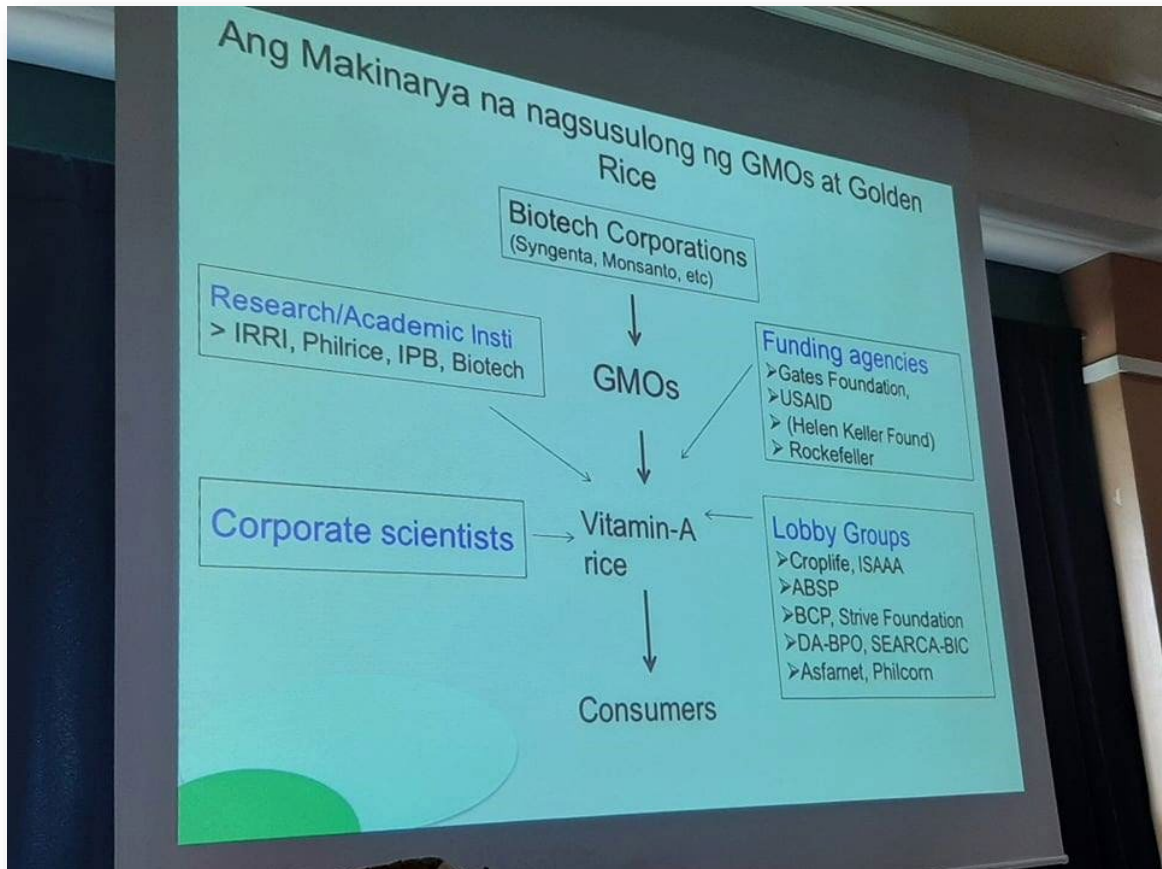 Ang Makinarya na nagsusulong ng GMOs at Golden
Rice
Biotech Corporations
(Syngenta, Monsanto, etc)
Research/Academic Insti
> IRRI, Philrice, IPB, Biotech
GMOs
Funding agencies
➢Gates Foundation,
➢USAID
➢ (Helen Keller Found)
➢ Rockefeller
Corporate scientists
Vitamin-A
rice
Lobby Groups
➢Croplife, ISAAA
➢ABSP
➢BCP, Strive Foundation
➢DA-BPO, SEARCA-BIC
➢Asfarnet, Philcorn
Consumers